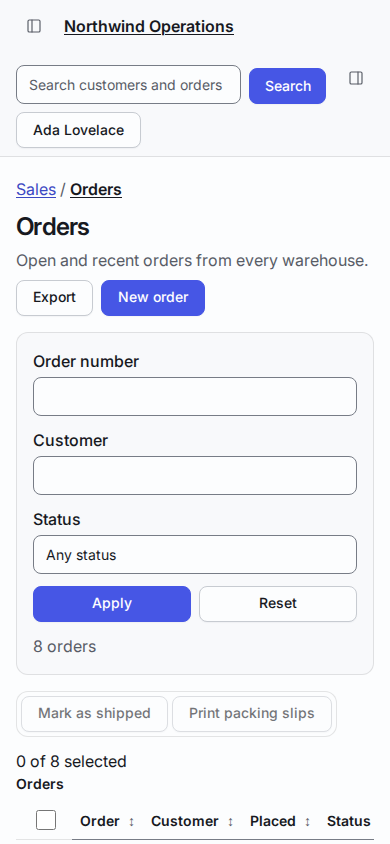 Northwind Operations
Search customers and orders
Search
Ada Lovelace
Sales / Orders
Orders
Open and recent orders from every warehouse.
Export
New order
Order number
Customer
Status
Any status
Apply
Reset
8 orders
Mark as shipped
Print packing slips
0 of 8 selected
Orders
Order ↕ Customer ↕ Placed ↕ Status